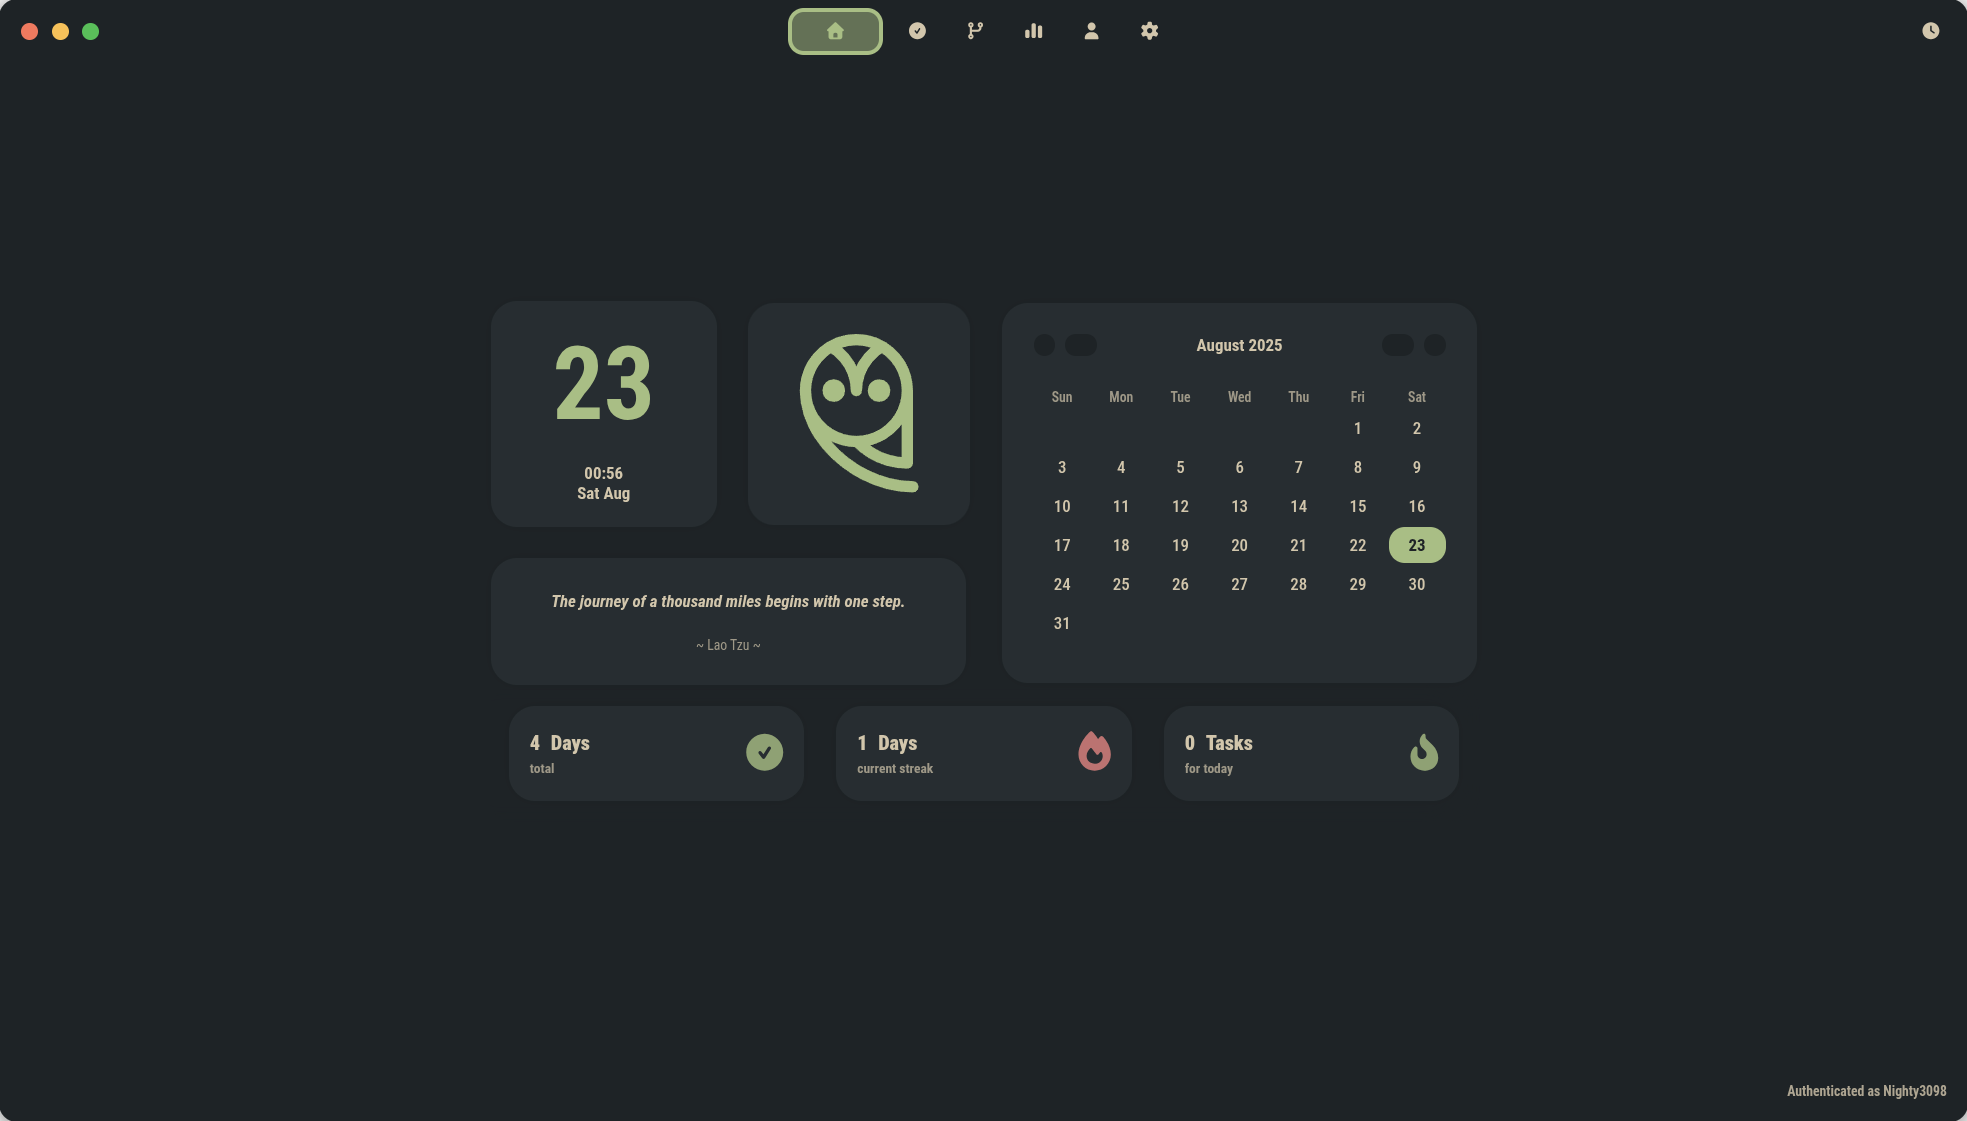 23
00:56
Sat Aug
The journey of a thousand miles begins with one step.
~ Lao Tzu ~
August 2025
Sun Mon Tue Wed Thu Fri Sat
1 2
3 4 5 6 7 8 9
10 11 12 13 14 15 16
17 18 19 20 21 22 23
24 25 26 27 28 29 30
31
4 Days
total
1 Days
current streak
0 Tasks
for today
Authenticated as Nighty3098